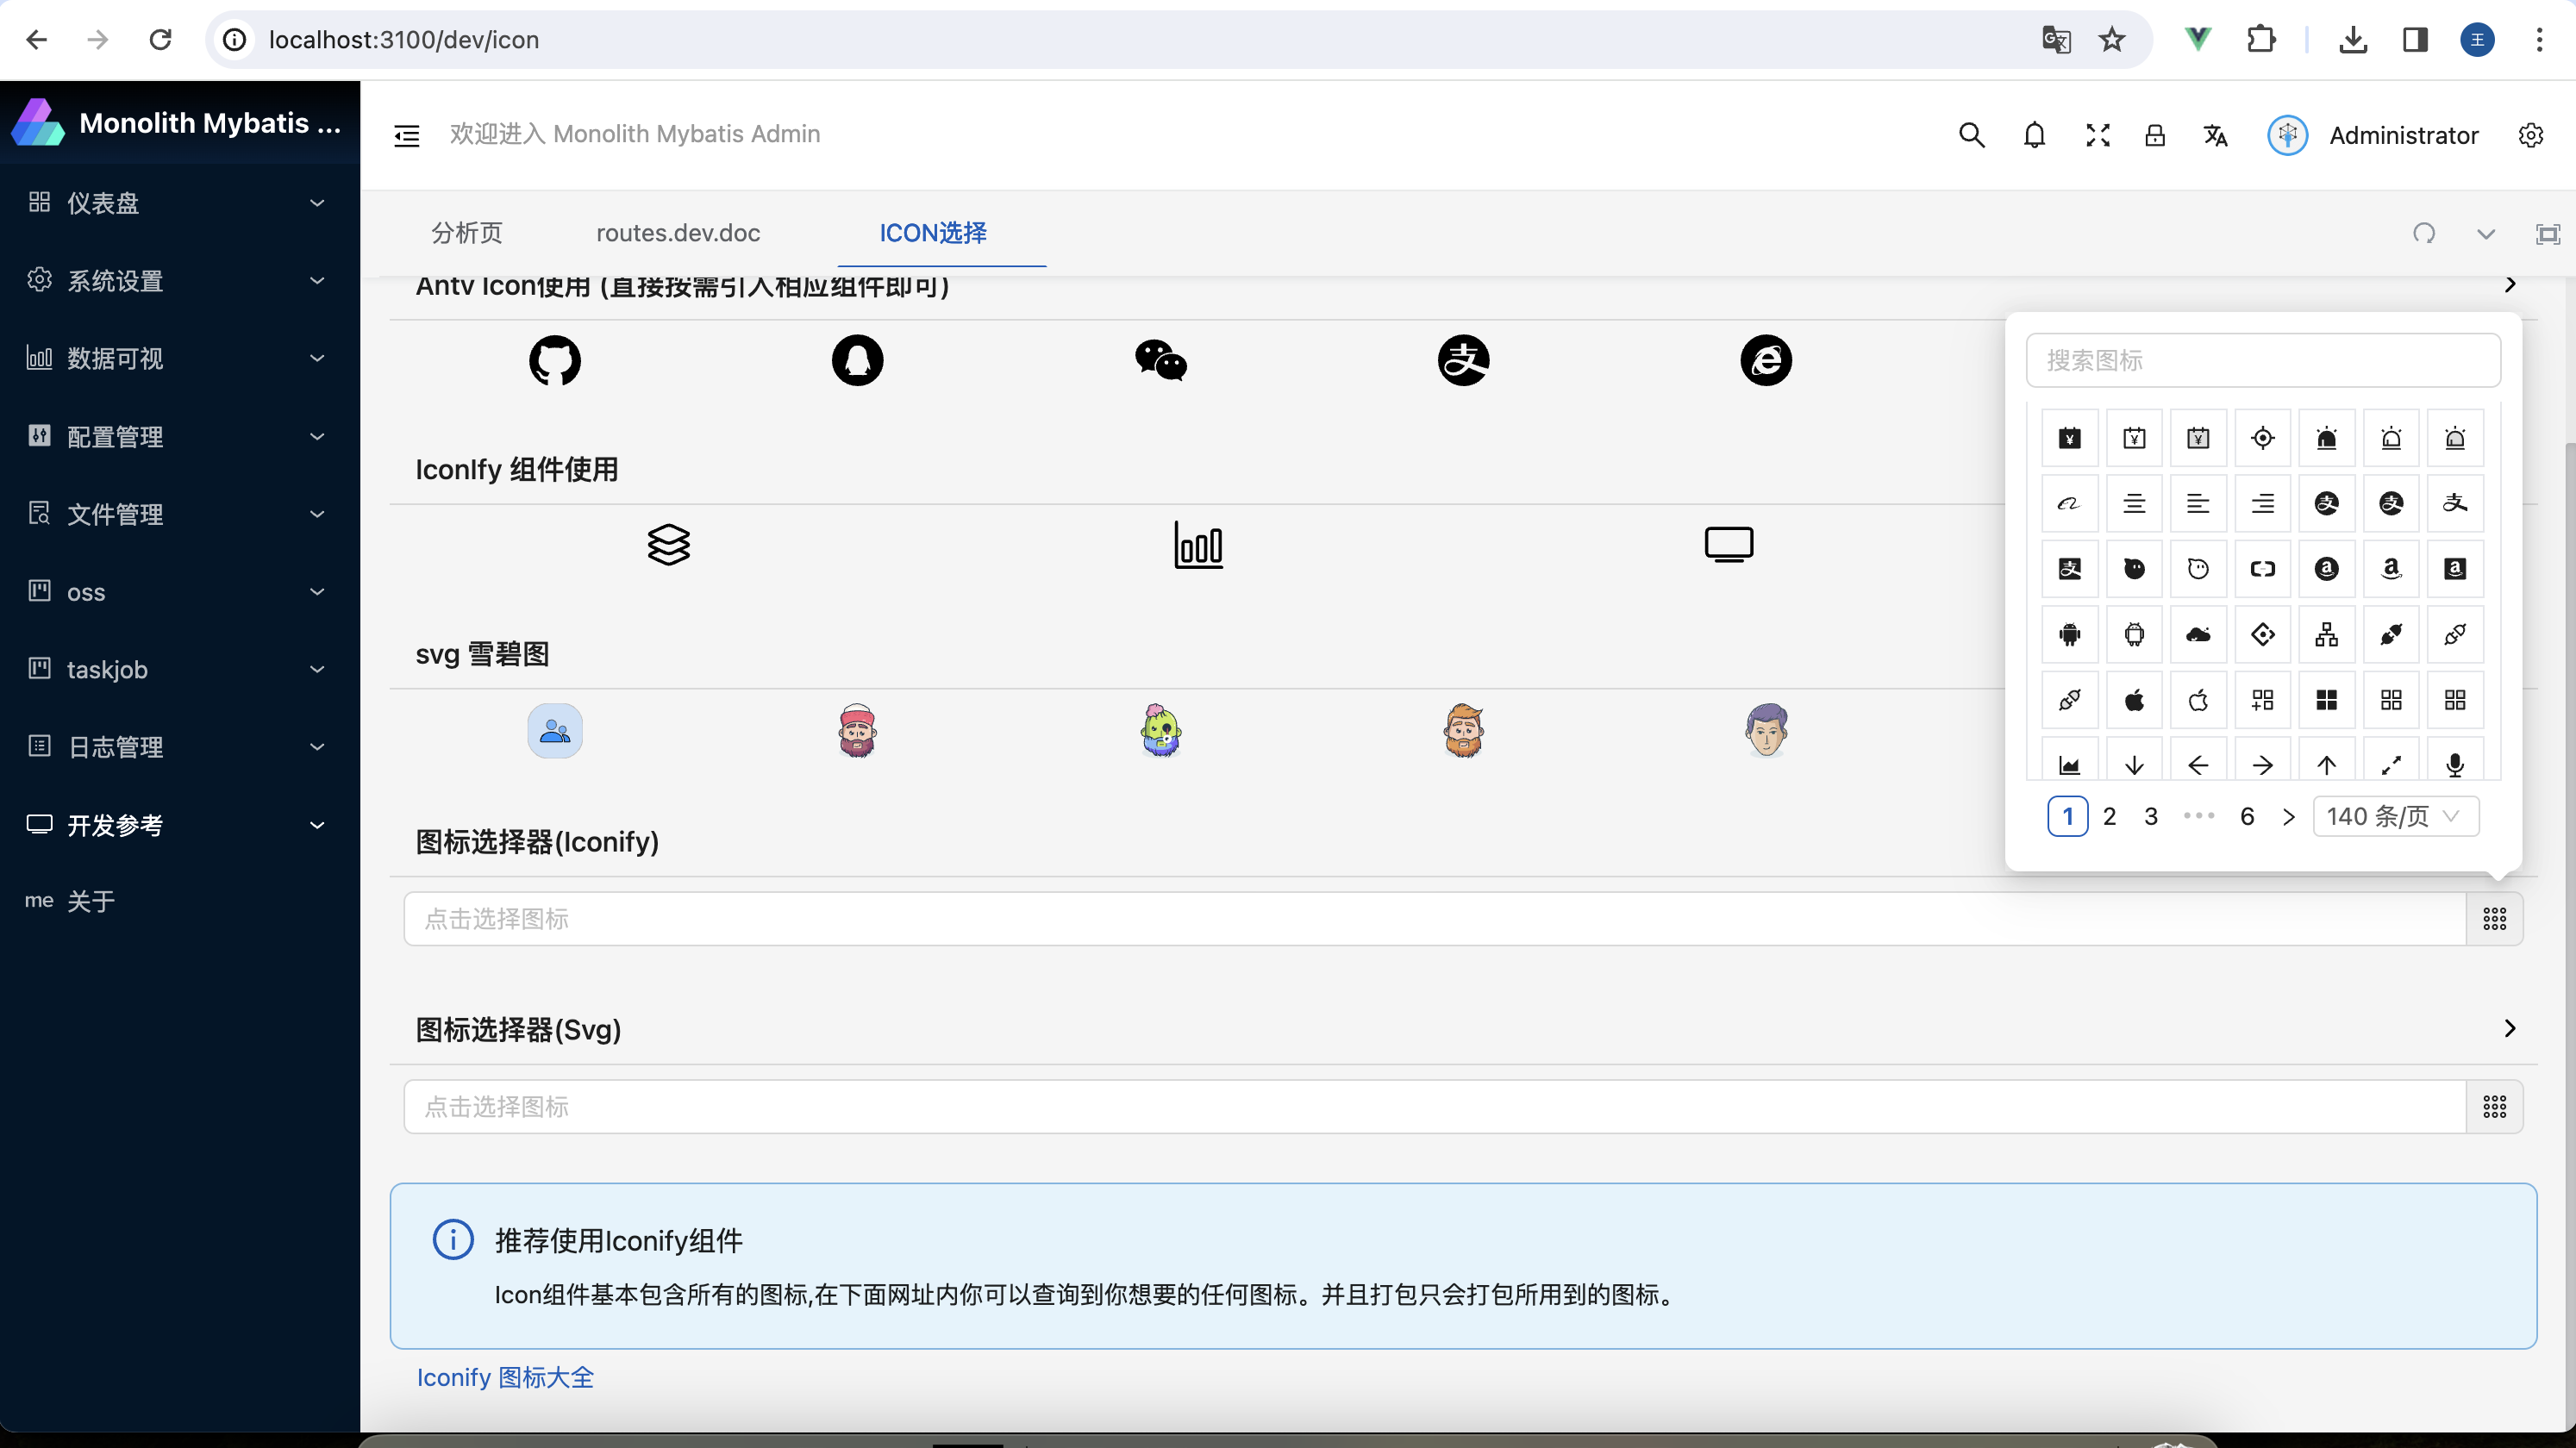 localhost:3100/dev/icon
王
Monolith Mybatis ...
欢迎进入 Monolith Mybatis Admin
Administrator
仪表盘
系统设置
数据可视
配置管理
文件管理
oss
taskjob
日志管理
开发参考
me 关于
分析页
routes.dev.doc
ICON选择
Antv Icon使用 (直接按需引入相应组件即可)
IconIfy 组件使用
svg 雪碧图
图标选择器(Iconify)
点击选择图标
搜索图标
1 2 3 ••• 6 > 140 条/页
图标选择器(Svg)
点击选择图标
推荐使用Iconify组件
Icon组件基本包含所有的图标,在下面网址内你可以查询到你想要的任何图标。并且打包只会打包所用到的图标。
Iconify 图标大全